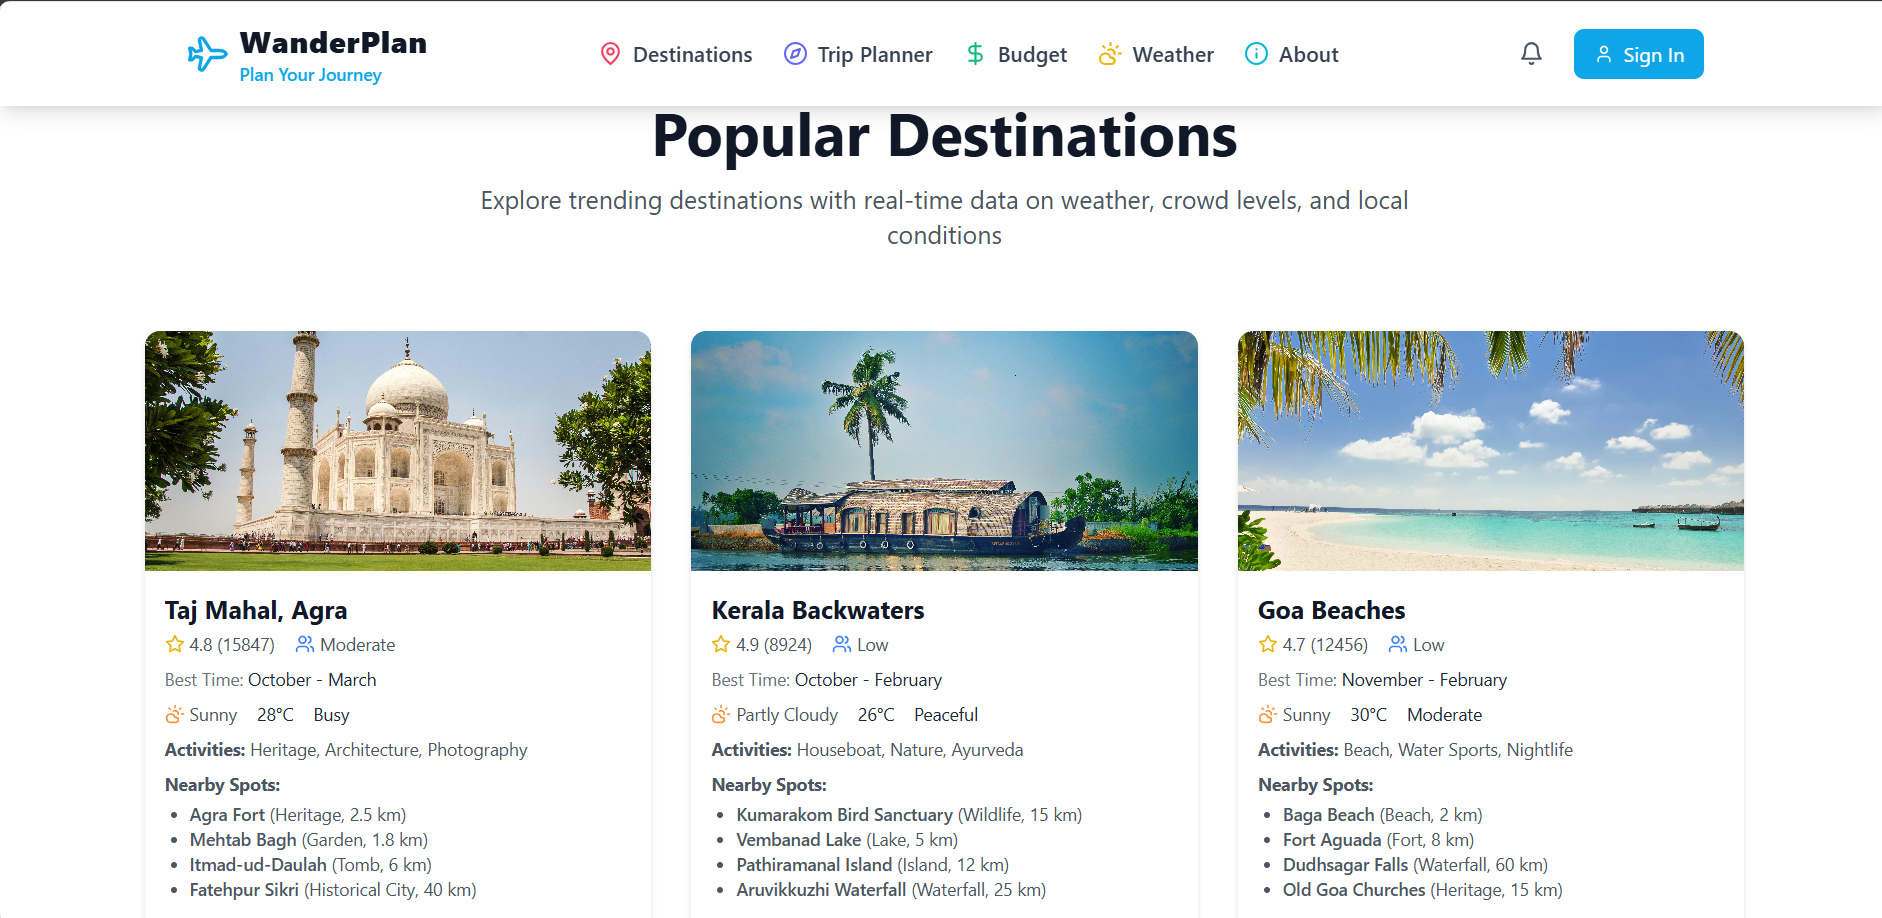 WanderPlan
Plan Your Journey
Destinations
Trip Planner
Budget
Weather
About
Sign In
Popular Destinations
Explore trending destinations with real-time data on weather, crowd levels, and local
conditions
Taj Mahal, Agra
4.8 (15847) Moderate
Best Time: October - March
Sunny 28°C Busy
Activities: Heritage, Architecture, Photography
Nearby Spots:
• Agra Fort (Heritage, 2.5 km)
• Mehtab Bagh (Garden, 1.8 km)
• Itmad-ud-Daulah (Tomb, 6 km)
• Fatehpur Sikri (Historical City, 40 km)
Kerala Backwaters
4.9 (8924) Low
Best Time: October - February
Partly Cloudy 26°C Peaceful
Activities: Houseboat, Nature, Ayurveda
Nearby Spots:
• Kumarakom Bird Sanctuary (Wildlife, 15 km)
• Vembanad Lake (Lake, 5 km)
• Pathiramanal Island (Island, 12 km)
• Aruvikkuzhi Waterfall (Waterfall, 25 km)
Goa Beaches
4.7 (12456) Low
Best Time: November - February
Sunny 30°C Moderate
Activities: Beach, Water Sports, Nightlife
Nearby Spots:
• Baga Beach (Beach, 2 km)
• Fort Aguada (Fort, 8 km)
• Dudhsagar Falls (Waterfall, 60 km)
• Old Goa Churches (Heritage, 15 km)